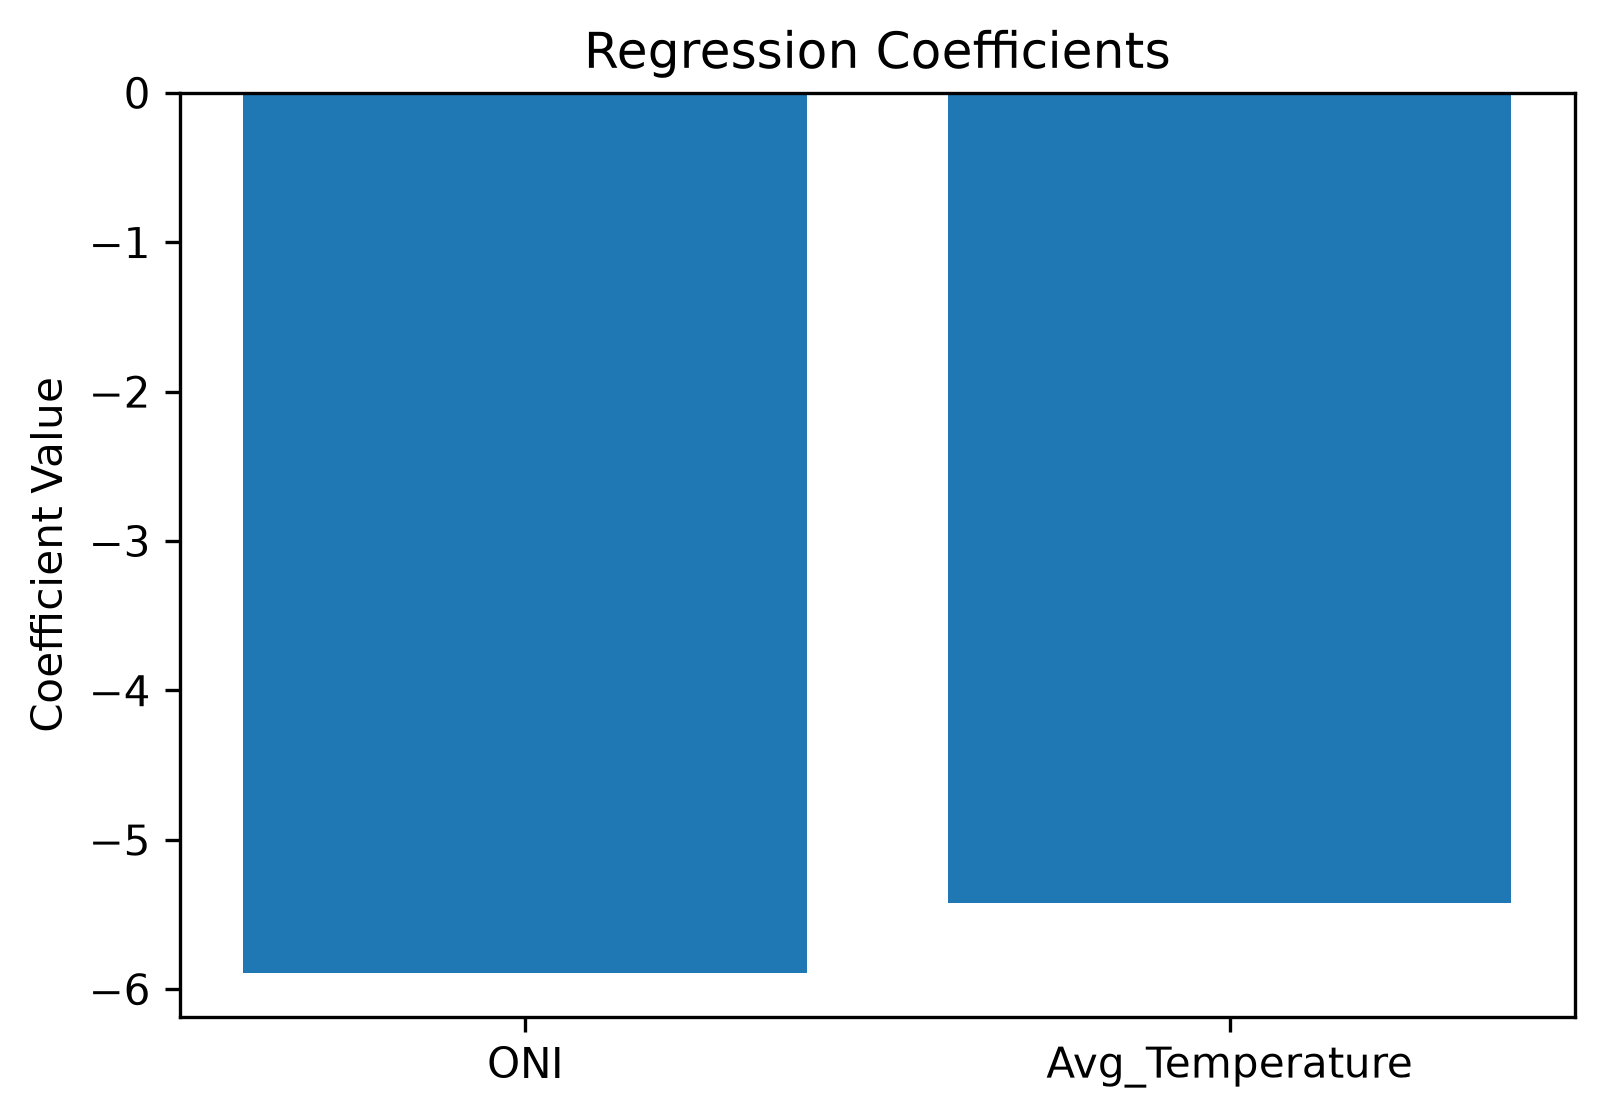 Regression Coefficients
Coefficient Value
0
−1
−2
−3
−4
−5
−6
ONI
Avg_Temperature